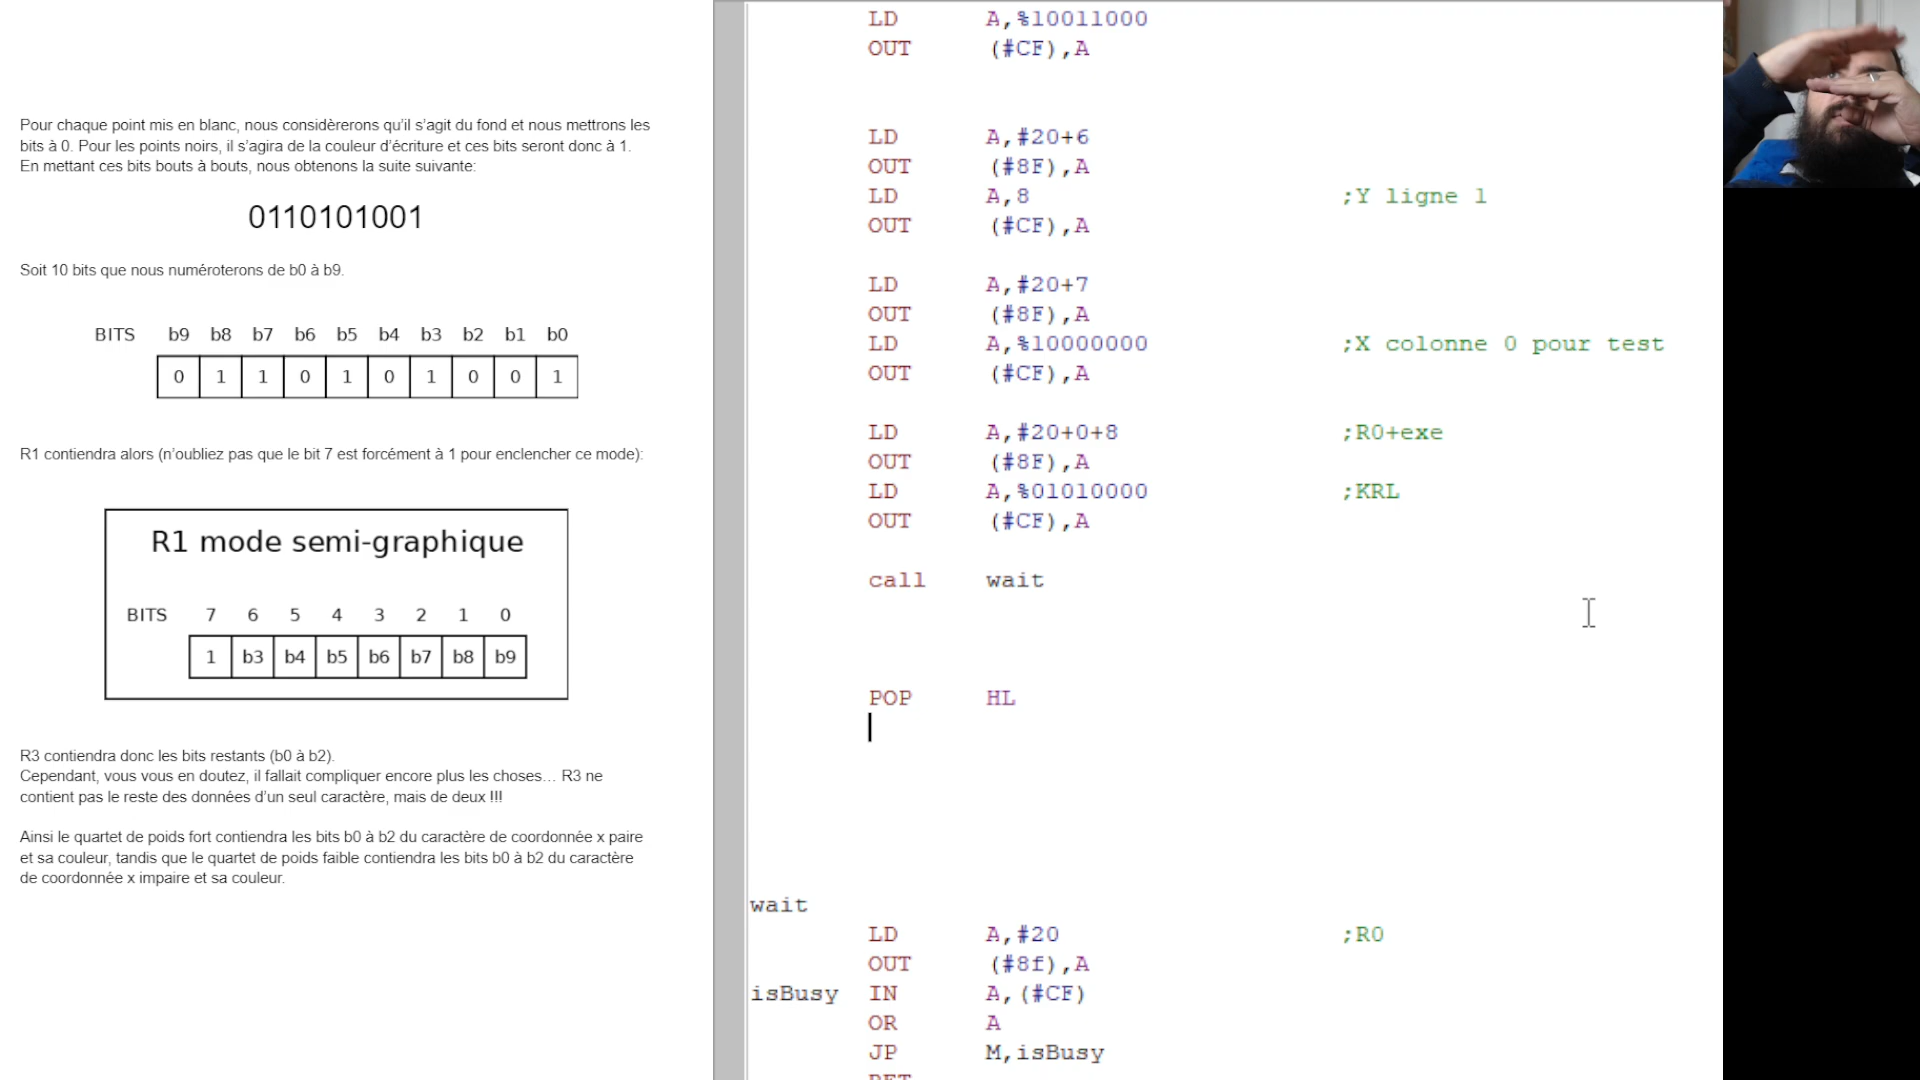 Pour chaque point mis en blanc, nous considèrerons qu'il s'agit du fond et nous mettrons les
bits à 0. Pour les points noirs, il s'agira de la couleur d'écriture et ces bits seront donc à 1.
En mettant ces bits bouts à bouts, nous obtenons la suite suivante:
0110101001
Soit 10 bits que nous numéroterons de b0 à b9.
BITS b9 b8 b7 b6 b5 b4 b3 b2 b1 b0
0 1 1 0 1 0 1 0 0 1
R1 contiendra alors (n'oubliez pas que le bit 7 est forcément à 1 pour enclencher ce mode):
R1 mode semi-graphique
BITS 7 6 5 4 3 2 1 0
1 b3 b4 b5 b6 b7 b8 b9
R3 contiendra donc les bits restants (b0 à b2).
Cependant, vous vous en doutez, il fallait compliquer encore plus les choses… R3 ne
contient pas le reste des données d'un seul caractère, mais de deux !!!
Ainsi le quartet de poids fort contiendra les bits b0 à b2 du caractère de coordonnée x paire
et sa couleur, tandis que le quartet de poids faible contiendra les bits b0 à b2 du caractère
de coordonnée x impaire et sa couleur.
LD A,%10011000
OUT (#CF),A
LD A,#20+6
OUT (#8F),A
LD A,8 ;Y ligne 1
OUT (#CF),A
LD A,#20+7
OUT (#8F),A
LD A,%10000000 ;X colonne 0 pour test
OUT (#CF),A
LD A,#20+0+8 ;R0+exe
OUT (#8F),A
LD A,%01010000 ;KRL
OUT (#CF),A
call wait
POP HL
wait
LD A,#20 ;R0
OUT (#8f),A
isBusy IN A,(#CF)
OR A
JP M,isBusy
RET